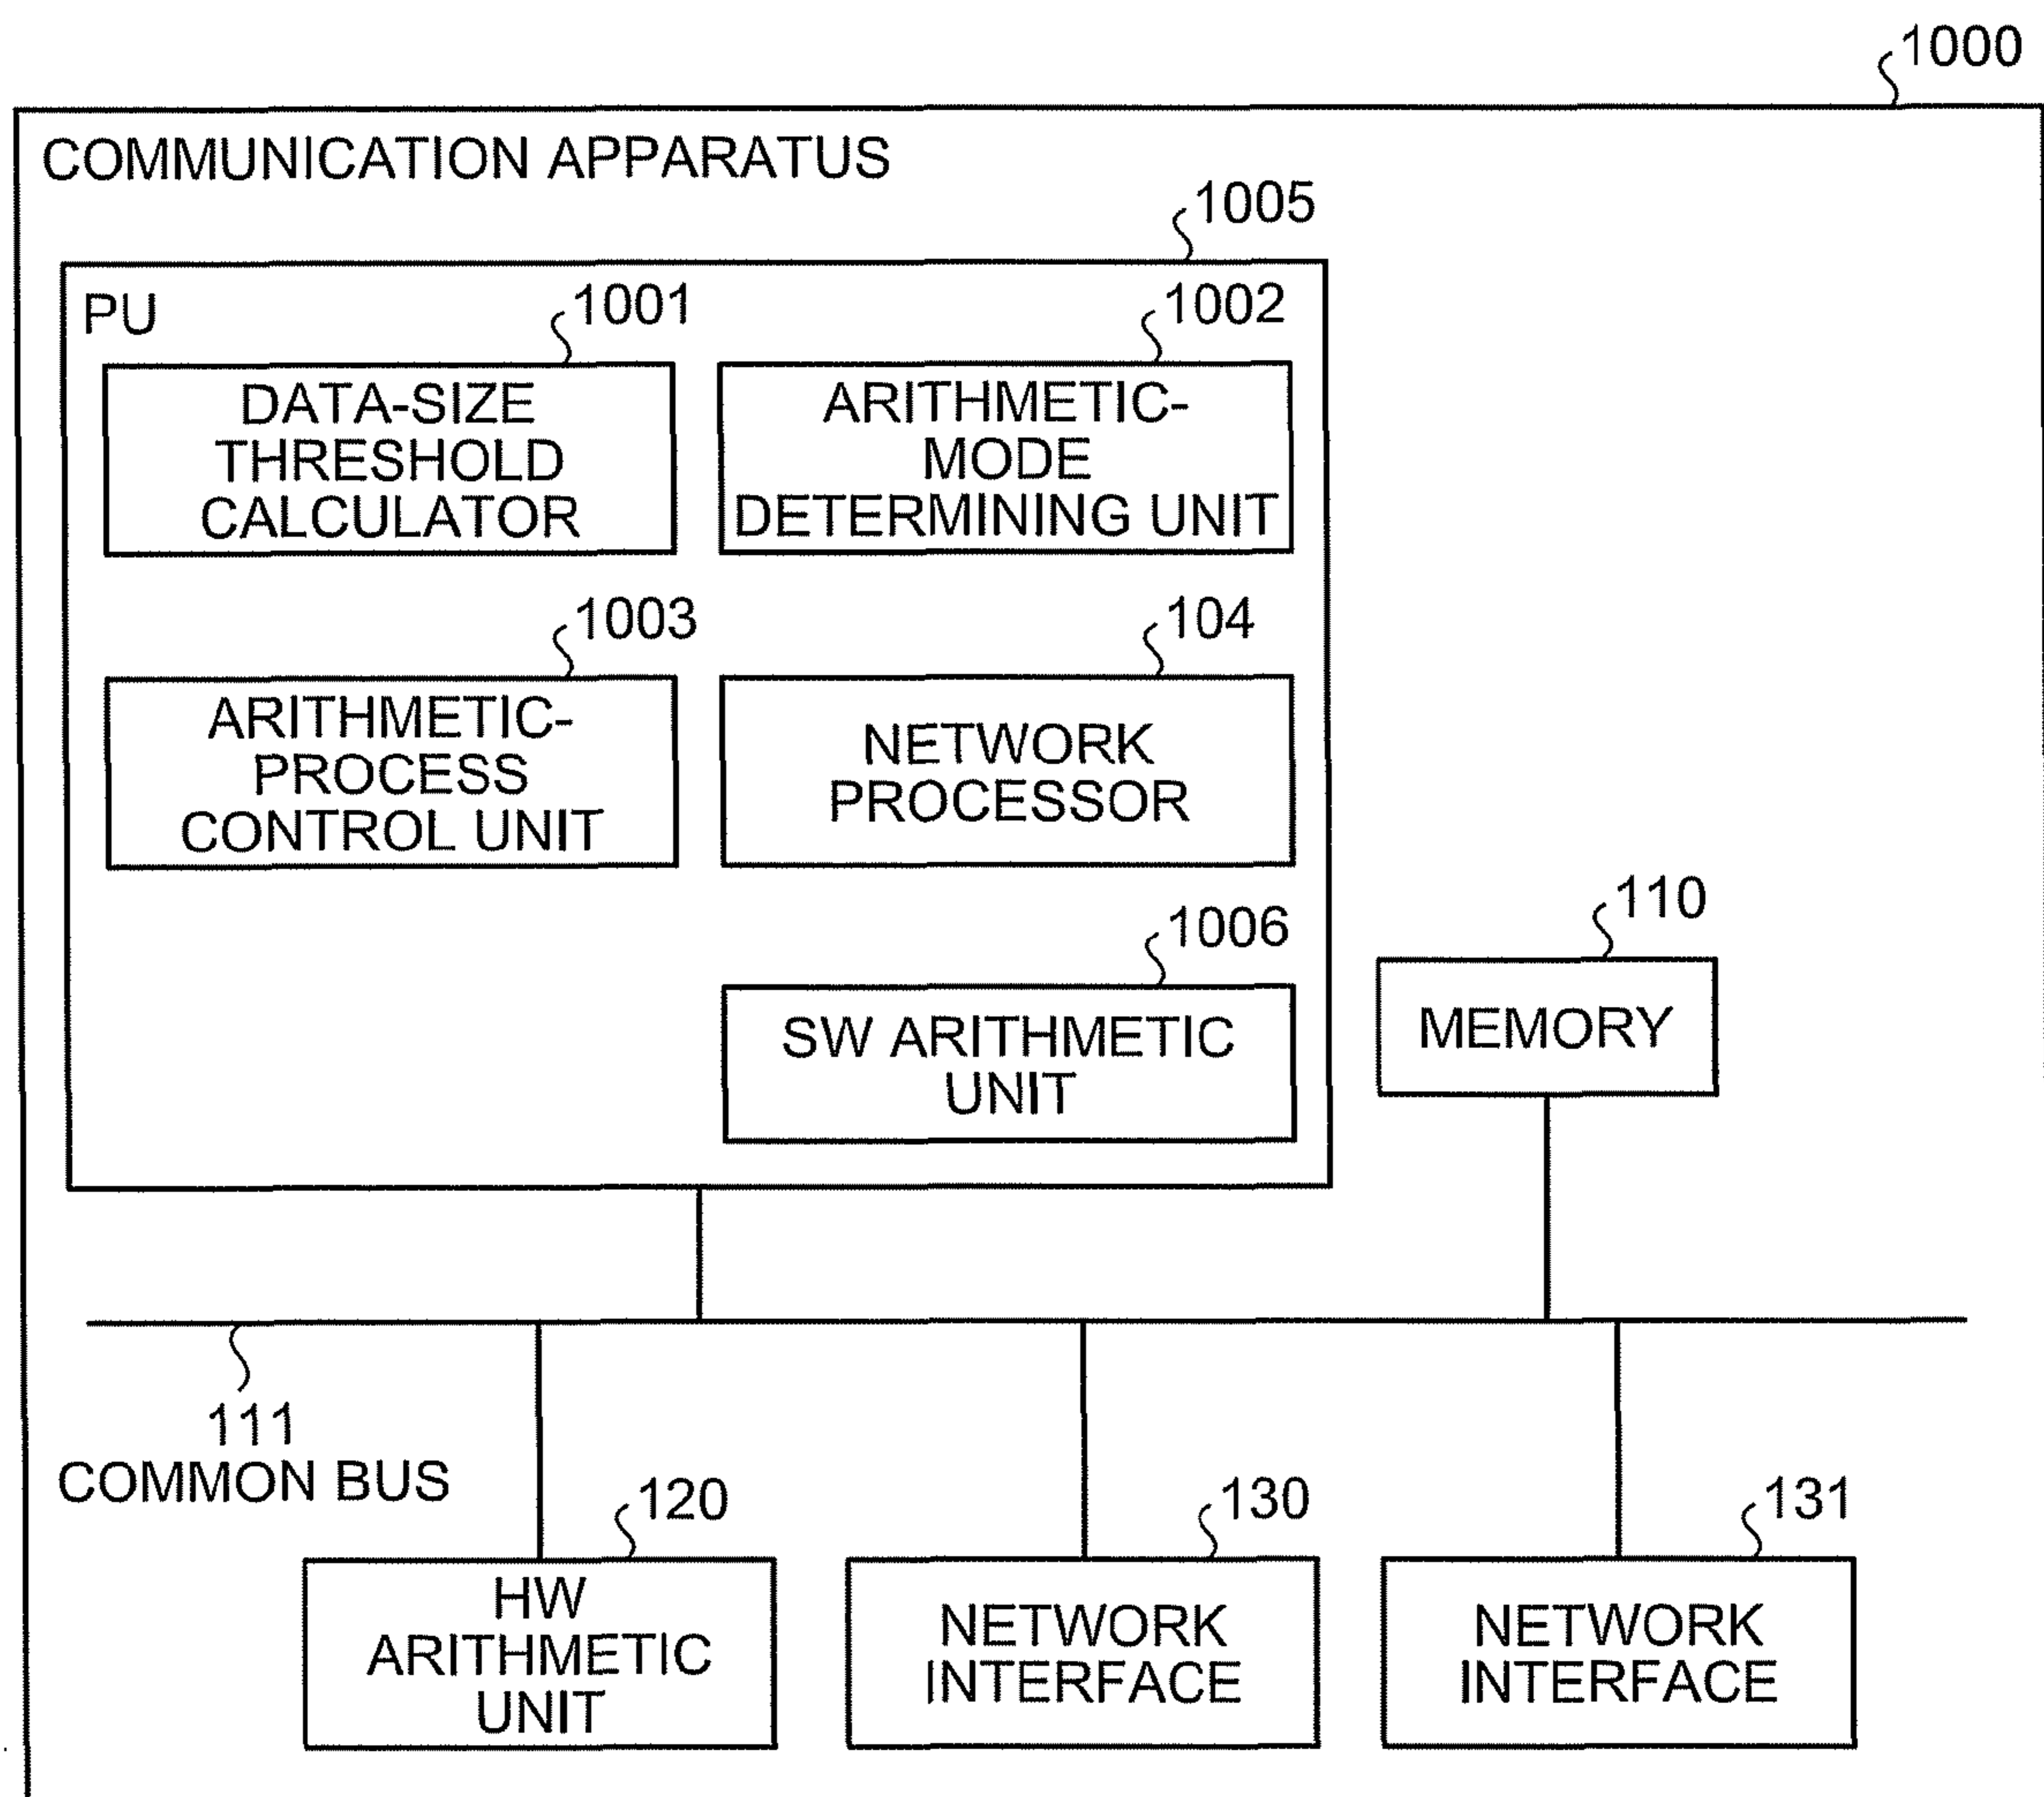 1000
COMMUNICATION APPARATUS
1005
PU
1001
DATA-SIZE
THRESHOLD
CALCULATOR
1002
ARITHMETIC-
MODE
DETERMINING UNIT
1003
ARITHMETIC-
PROCESS
CONTROL UNIT
104
NETWORK
PROCESSOR
1006
SW ARITHMETIC
UNIT
110
MEMORY
111
COMMON BUS
120
HW
ARITHMETIC
UNIT
130
NETWORK
INTERFACE
131
NETWORK
INTERFACE